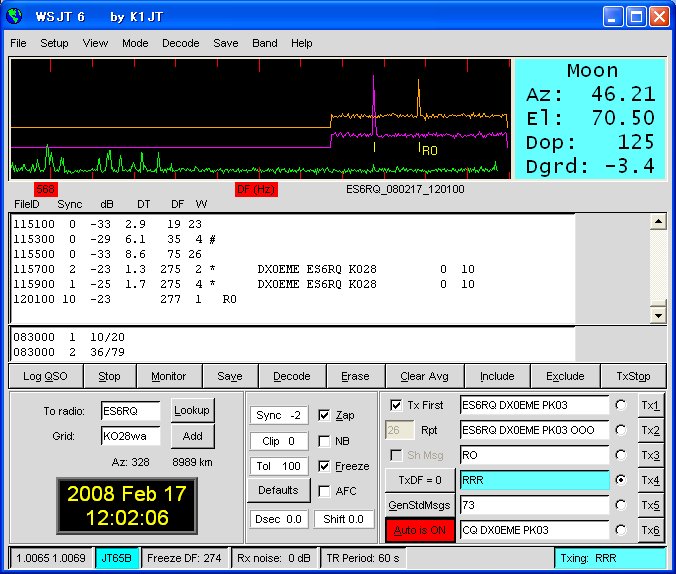 WSJT 6 by K1JT
File Setup View Mode Decode Save Band Help
Moon
Az: 46.21
El: 70.50
Dop: 125
Dgrd: -3.4
RO
568 DF (Hz) ES6RQ_080217_120100
FileID Sync dB DT DF W
115100 0 -33 2.9 19 23
115300 0 -29 6.1 35 4 #
115500 0 -33 8.6 75 26
115700 2 -23 1.3 275 2 * DX0EME ES6RQ KO28 0 10
115900 1 -25 1.7 275 4 * DX0EME ES6RQ KO28 0 10
120100 10 -23 277 1 RO
083000 1 10/20
083000 2 36/79
Log QSO Stop Monitor Save Decode Erase Clear Avg Include Exclude TxStop
To radio: ES6RQ Lookup
Grid: KO28wa Add
Az: 328 8989 km
2008 Feb 17
12:02:06
Sync -2 Zap
Clip 0 NB
Tol 100 Freeze
Defaults AFC
Dsec 0.0 Shift 0.0
Tx First ES6RQ DX0EME PK03 Tx1
26 Rpt ES6RQ DX0EME PK03 OOO Tx2
Sh Msg RO Tx3
TxDF = 0 RRR Tx4
GenStdMsgs 73 Tx5
Auto is ON CQ DX0EME PK03 Tx6
1.0065 1.0069 JT65B Freeze DF: 274 Rx noise: 0 dB TR Period: 60 s Txing: RRR